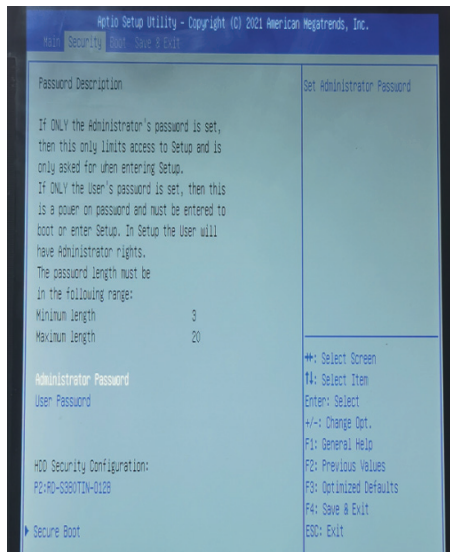 Aptio Setup Utility - Copyright (C) 2021 American Megatrends, Inc.
Main Security Boot Save & Exit
Password Description
If ONLY the Administrator's password is set,
then this only limits access to Setup and is
only asked for when entering Setup.
If ONLY the User's password is set, then this
is a power on password and must be entered to
boot or enter Setup. In Setup the User will
have Administrator rights.
The password length must be
in the following range:
Minimum length 3
Maximum length 20
Administrator Password
User Password
HDD Security Configuration:
P2:RD-S380TIN-0128
Secure Boot
Set Administrator Password
→←: Select Screen
↑↓: Select Item
Enter: Select
+/-: Change Opt.
F1: General Help
F2: Previous Values
F3: Optimized Defaults
F4: Save & Exit
ESC: Exit